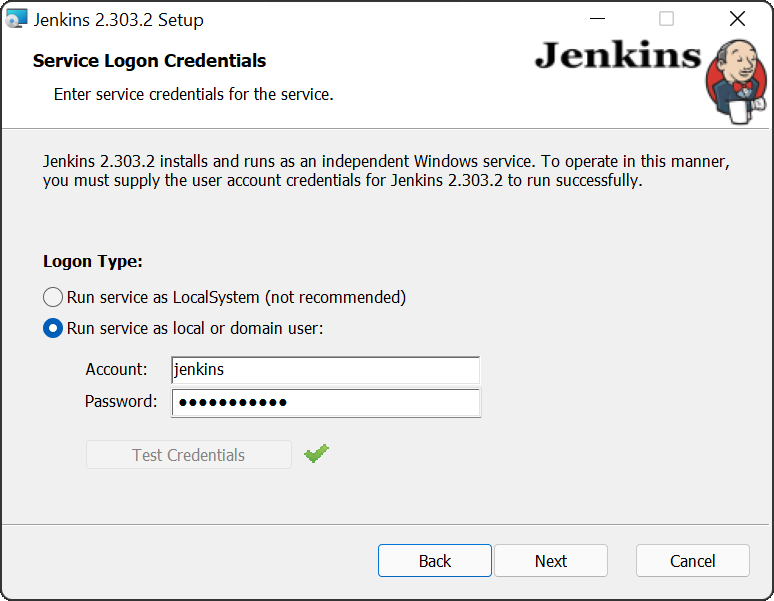 Jenkins 2.303.2 Setup
Service Logon Credentials
Jenkins
Enter service credentials for the service.
Jenkins 2.303.2 installs and runs as an independent Windows service. To operate in this manner,
you must supply the user account credentials for Jenkins 2.303.2 to run successfully.
Logon Type:
Run service as LocalSystem (not recommended)
Run service as local or domain user:
Account: jenkins
Password: ●●●●●●●●●●●
Test Credentials
Back Next Cancel